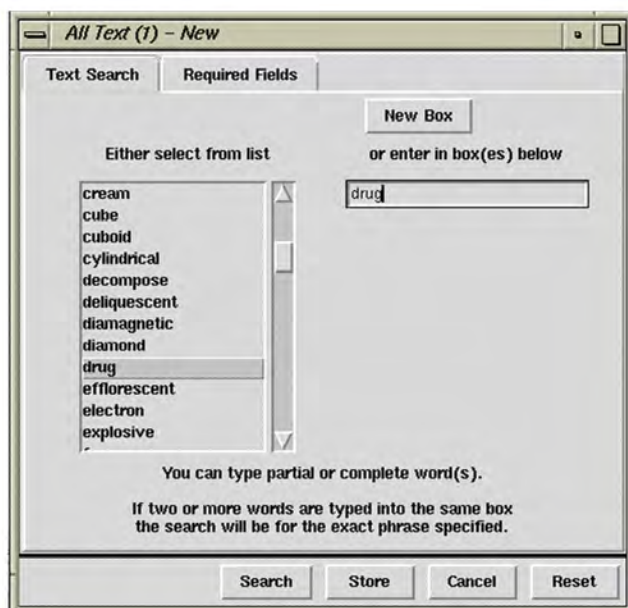 All Text (1) – New
Text Search
Required Fields
New Box
Either select from list
or enter in box(es) below
cream
cube
cuboid
cylindrical
decompose
deliquescent
diamagnetic
diamond
drug
efflorescent
electron
explosive
drug
You can type partial or complete word(s).
If two or more words are typed into the same box
the search will be for the exact phrase specified.
Search
Store
Cancel
Reset